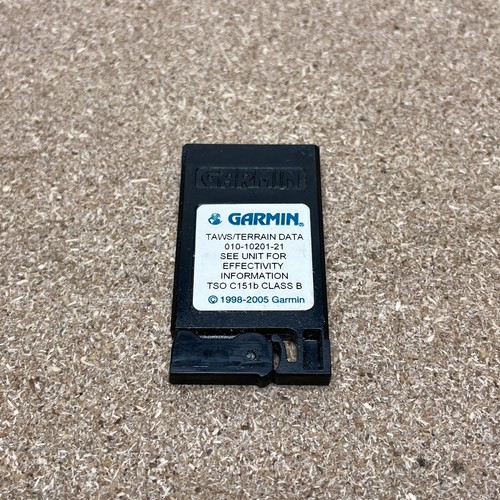 GARMIN
GARMIN®
TAWS/TERRAIN DATA
010-10201-21
SEE UNIT FOR
EFFECTIVITY
INFORMATION
TSO C151b CLASS B
© 1998-2005 Garmin